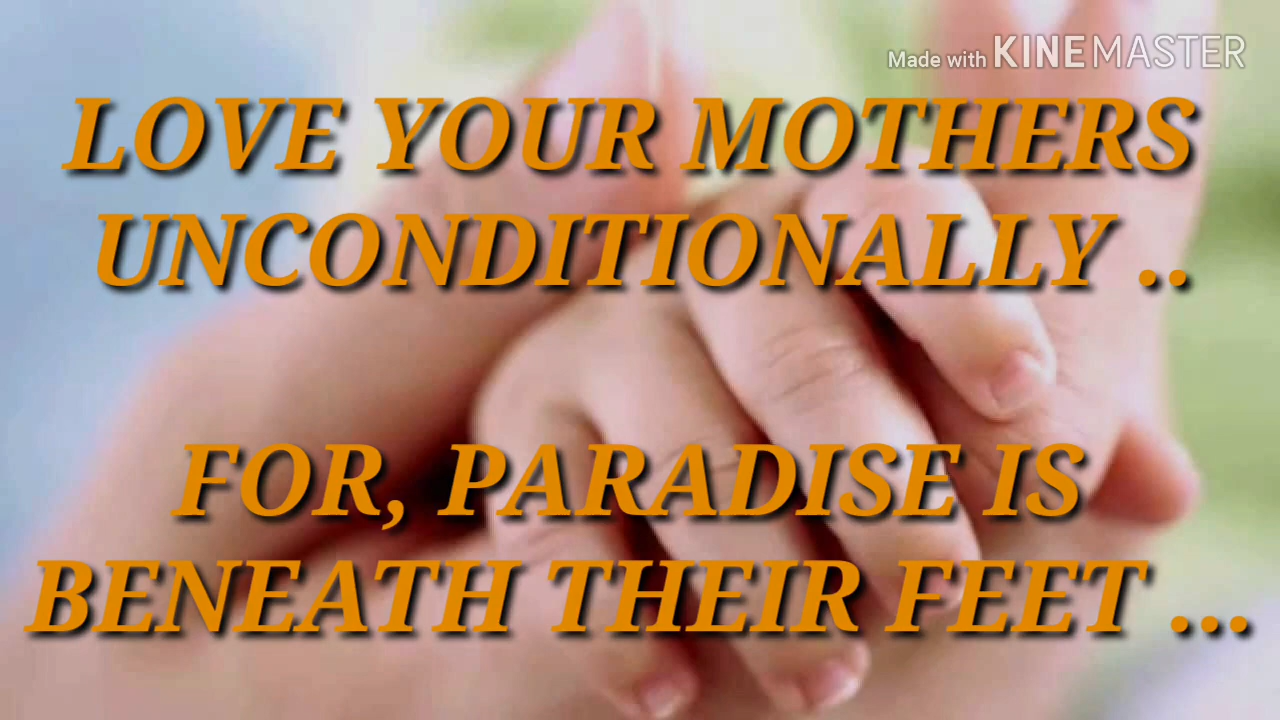 Made with KINEMASTER
LOVE YOUR MOTHERS
UNCONDITIONALLY ..
FOR, PARADISE IS
BENEATH THEIR FEET ...